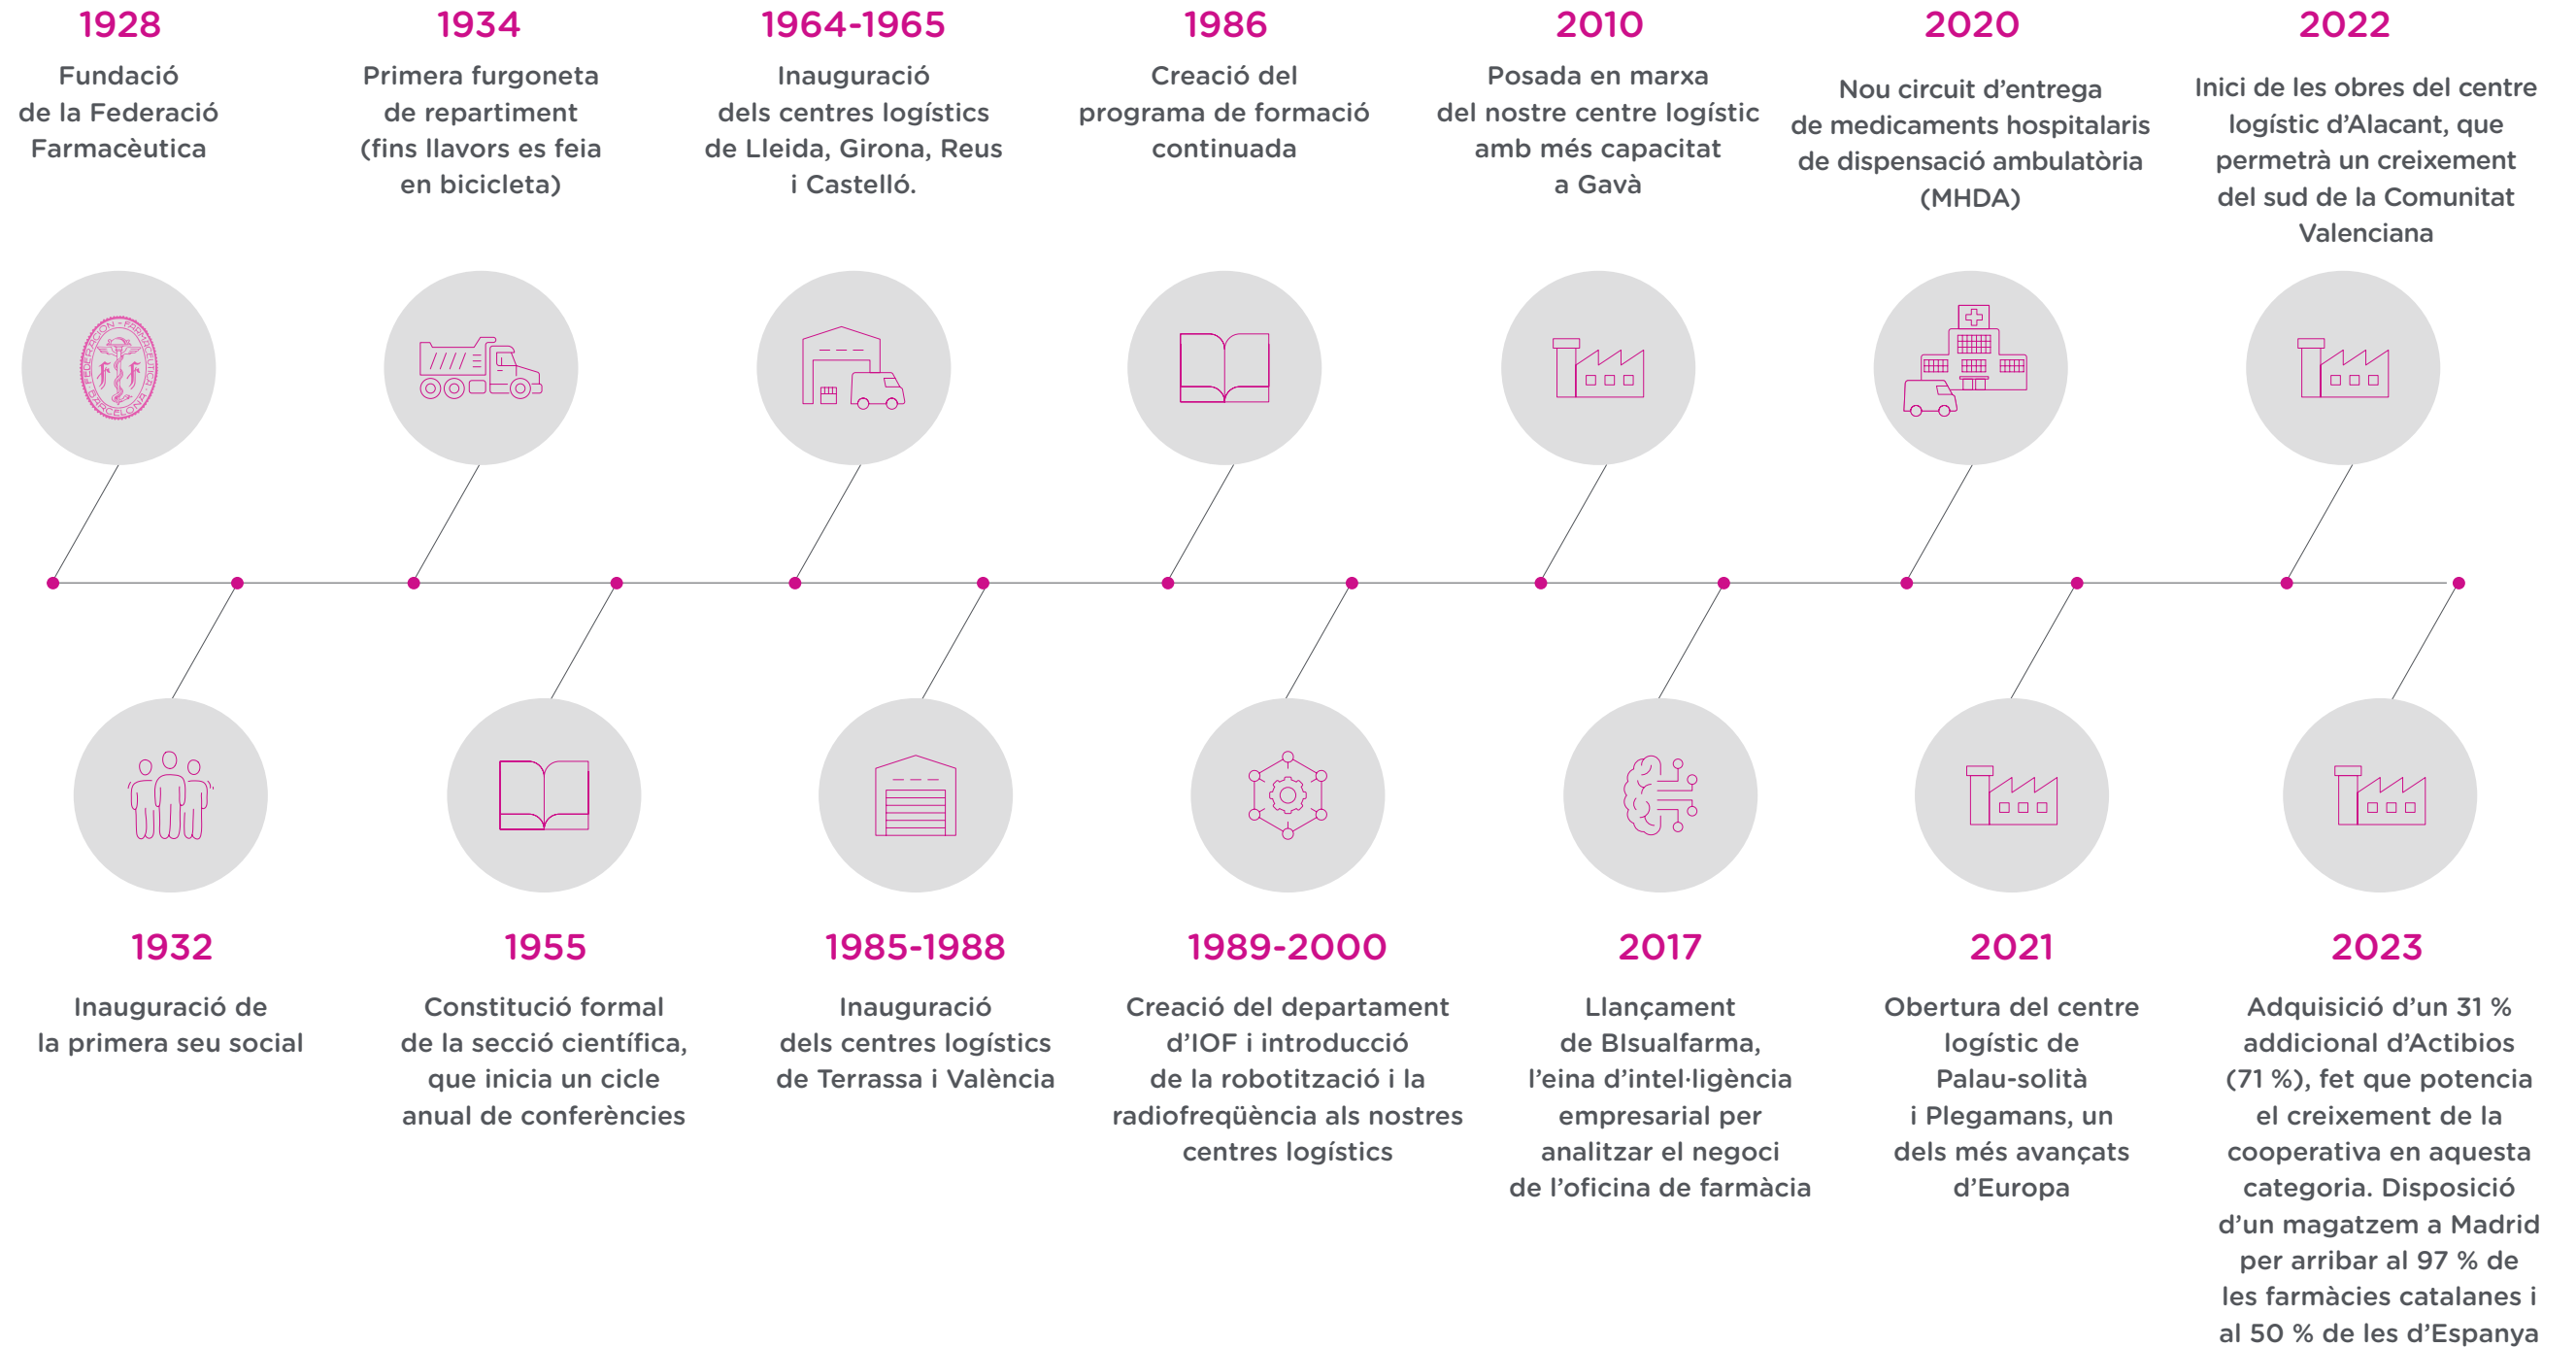 1928
Fundació
de la Federació
Farmacèutica
FEDERACIÓN - FARMACEUTICA
BARCELONA
1932
Inauguració de
la primera seu social
1934
Primera furgoneta
de repartiment
(fins llavors es feia
en bicicleta)
1955
Constitució formal
de la secció científica,
que inicia un cicle
anual de conferències
1964-1965
Inauguració
dels centres logístics
de Lleida, Girona, Reus
i Castelló.
1985-1988
Inauguració
dels centres logístics
de Terrassa i València
1986
Creació del
programa de formació
continuada
1989-2000
Creació del departament
d’IOF i introducció
de la robotització i la
radiofreqüència als nostres
centres logístics
2010
Posada en marxa
del nostre centre logístic
amb més capacitat
a Gavà
2017
Llançament
de BIsualfarma,
l’eina d’intel·ligència
empresarial per
analitzar el negoci
de l’oficina de farmàcia
2020
Nou circuit d’entrega
de medicaments hospitalaris
de dispensació ambulatòria
(MHDA)
2021
Obertura del centre
logístic de
Palau-solità
i Plegamans, un
dels més avançats
d’Europa
2022
Inici de les obres del centre
logístic d’Alacant, que
permetrà un creixement
del sud de la Comunitat
Valenciana
2023
Adquisició d’un 31 %
addicional d’Actibios
(71 %), fet que potencia
el creixement de la
cooperativa en aquesta
categoria. Disposició
d’un magatzem a Madrid
per arribar al 97 % de
les farmàcies catalanes i
al 50 % de les d’Espanya